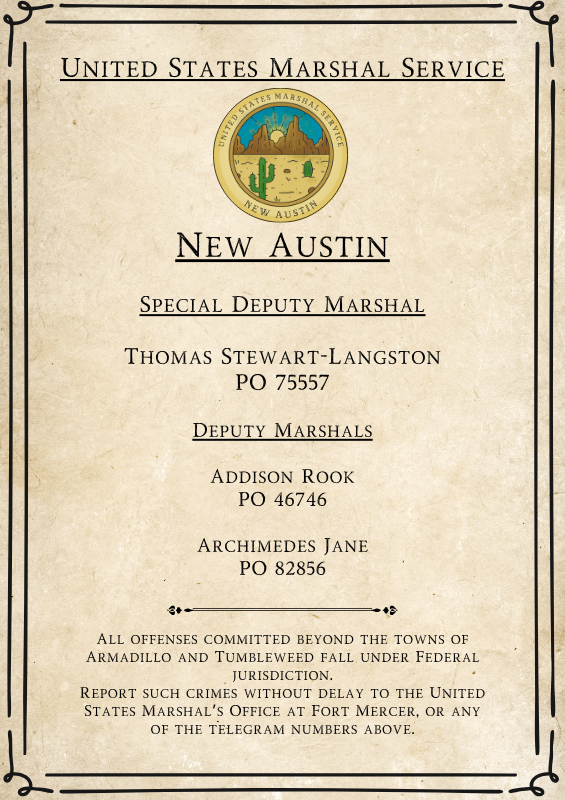 United States Marshal Service
UNITED STATES MARSHAL SERVICE
NEW AUSTIN
New Austin
Special Deputy Marshal
Thomas Stewart-Langston
PO 75557
Deputy Marshals
Addison Rook
PO 46746
Archimedes Jane
PO 82856
All offenses committed beyond the towns of
Armadillo and Tumbleweed fall under Federal
jurisdiction.
Report such crimes without delay to the United
States Marshal's Office at Fort Mercer, or any
of the telegram numbers above.